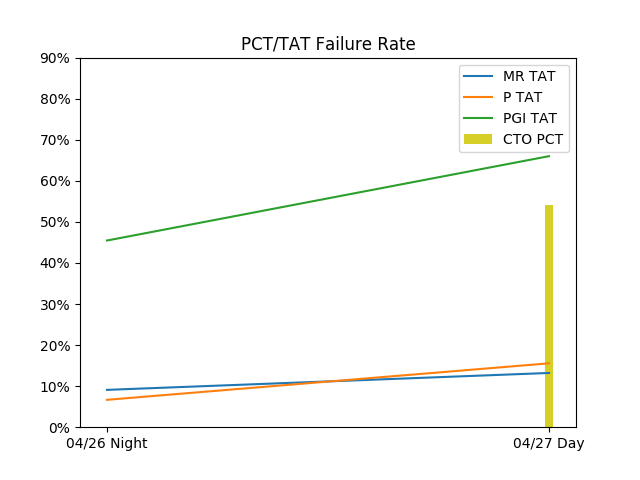 PCT/TAT Failure Rate
90%
80%
70%
60%
50%
40%
30%
20%
10%
0%
MR TAT
P TAT
PGI TAT
CTO PCT
04/26 Night
04/27 Day